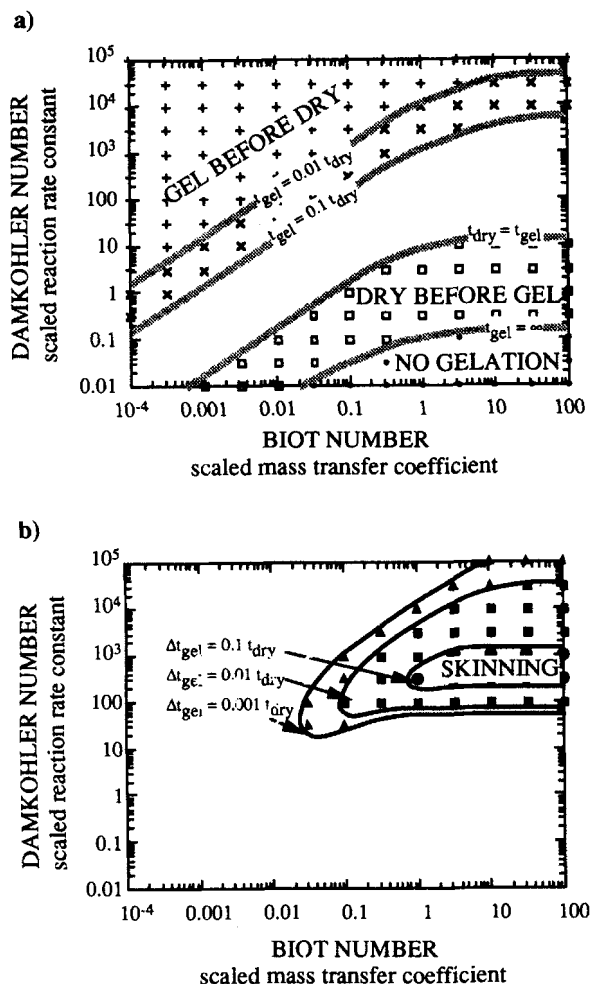 a)
DAMKOHLER NUMBER
scaled reaction rate constant
10^5
10^4
10^3
100
10
1
0.1
0.01
GEL BEFORE DRY
t_gel = 0.01 t_dry
t_gel = 0.1 t_dry
t_dry = t_gel
DRY BEFORE GEL
t_gel = ∞
NO GELATION
10^-4 0.001 0.01 0.1 1 10 100
BIOT NUMBER
scaled mass transfer coefficient
b)
DAMKOHLER NUMBER
scaled reaction rate constant
10^5
10^4
10^3
100
10
1
0.1
0.01
Δt_gel = 0.1 t_dry
Δt_gel = 0.01 t_dry
Δt_gel = 0.001 t_dry
SKINNING
10^-4 0.001 0.01 0.1 1 10 100
BIOT NUMBER
scaled mass transfer coefficient